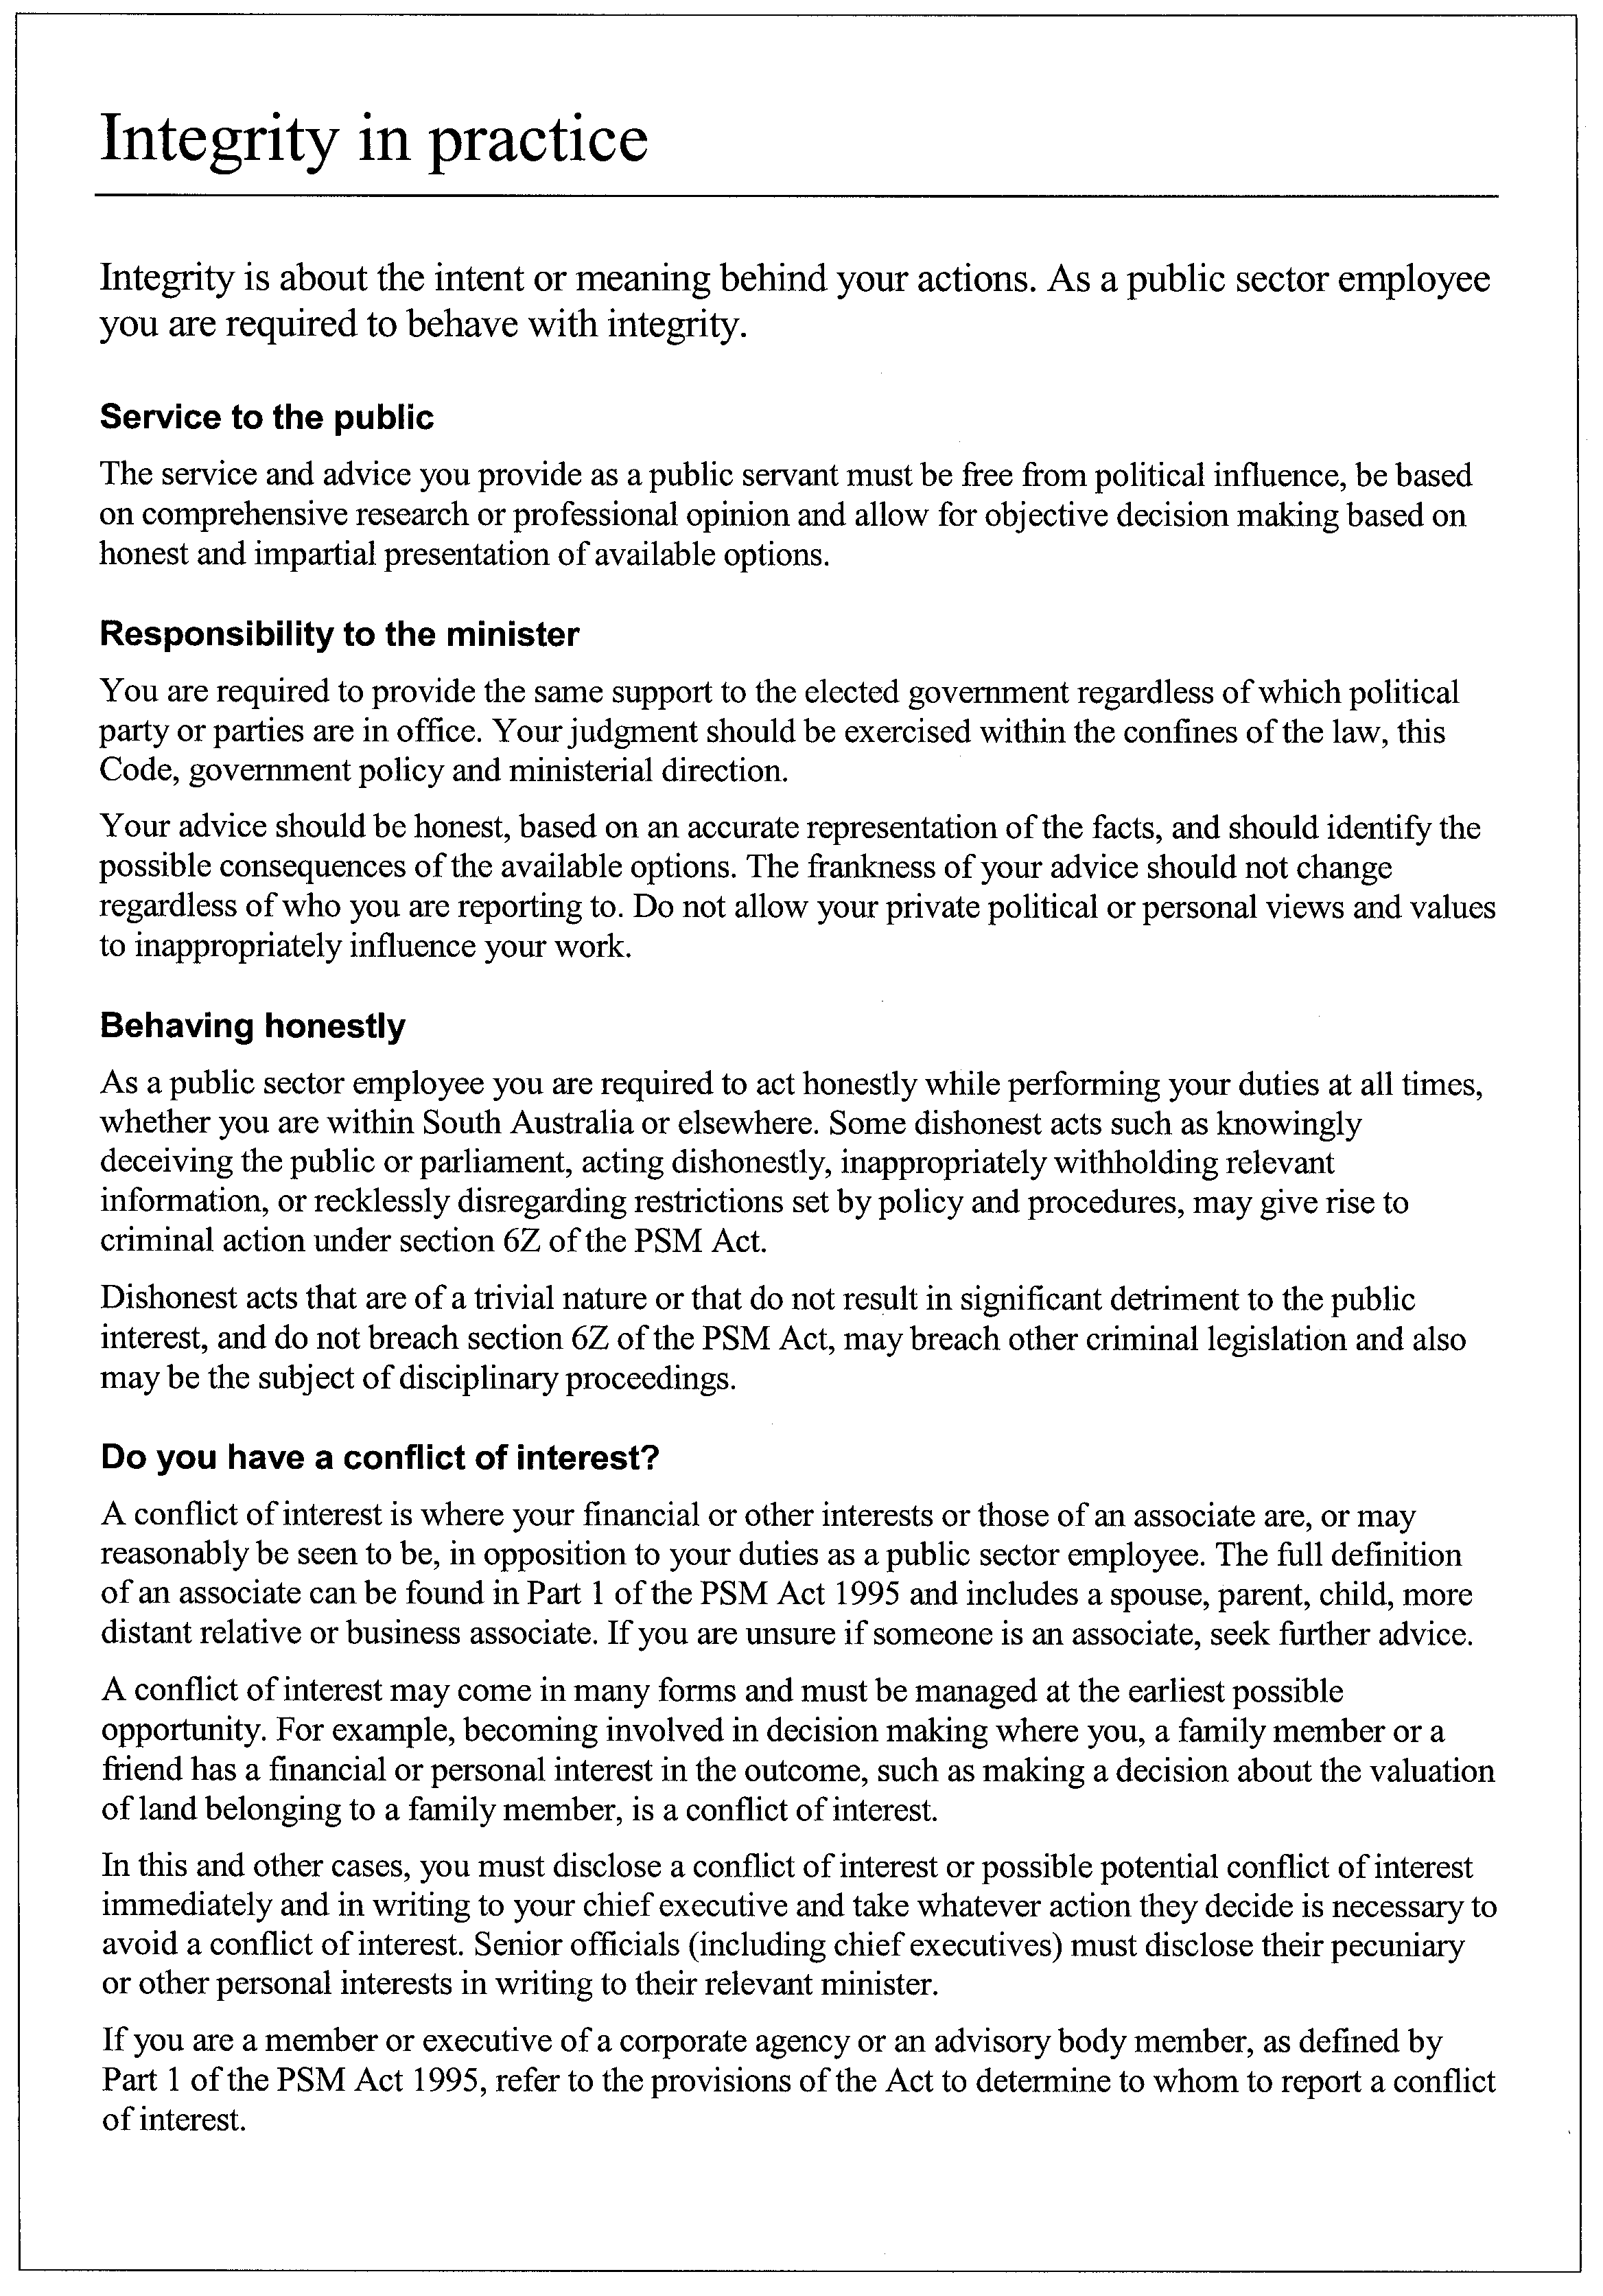 Integrity in practice
Integrity is about the intent or meaning behind your actions. As a public sector employee
you are required to behave with integrity.
Service to the public
The service and advice you provide as a public servant must be free from political influence, be based
on comprehensive research or professional opinion and allow for objective decision making based on
honest and impartial presentation of available options.
Responsibility to the minister
You are required to provide the same support to the elected government regardless of which political
party or parties are in office. Your judgment should be exercised within the confines of the law, this
Code, government policy and ministerial direction.
Your advice should be honest, based on an accurate representation of the facts, and should identify the
possible consequences of the available options. The frankness of your advice should not change
regardless of who you are reporting to. Do not allow your private political or personal views and values
to inappropriately influence your work.
Behaving honestly
As a public sector employee you are required to act honestly while performing your duties at all times,
whether you are within South Australia or elsewhere. Some dishonest acts such as knowingly
deceiving the public or parliament, acting dishonestly, inappropriately withholding relevant
information, or recklessly disregarding restrictions set by policy and procedures, may give rise to
criminal action under section 6Z of the PSM Act.
Dishonest acts that are of a trivial nature or that do not result in significant detriment to the public
interest, and do not breach section 6Z of the PSM Act, may breach other criminal legislation and also
may be the subject of disciplinary proceedings.
Do you have a conflict of interest?
A conflict of interest is where your financial or other interests or those of an associate are, or may
reasonably be seen to be, in opposition to your duties as a public sector employee. The full definition
of an associate can be found in Part 1 of the PSM Act 1995 and includes a spouse, parent, child, more
distant relative or business associate. If you are unsure if someone is an associate, seek further advice.
A conflict of interest may come in many forms and must be managed at the earliest possible
opportunity. For example, becoming involved in decision making where you, a family member or a
friend has a financial or personal interest in the outcome, such as making a decision about the valuation
of land belonging to a family member, is a conflict of interest.
In this and other cases, you must disclose a conflict of interest or possible potential conflict of interest
immediately and in writing to your chief executive and take whatever action they decide is necessary to
avoid a conflict of interest. Senior officials (including chief executives) must disclose their pecuniary
or other personal interests in writing to their relevant minister.
If you are a member or executive of a corporate agency or an advisory body member, as defined by
Part 1 of the PSM Act 1995, refer to the provisions of the Act to determine to whom to report a conflict
of interest.